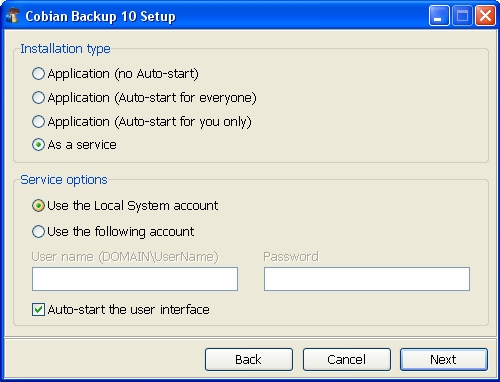 Cobian Backup 10 Setup
Installation type
Application (no Auto-start)
Application (Auto-start for everyone)
Application (Auto-start for you only)
As a service
Service options
Use the Local System account
Use the following account
User name (DOMAIN\UserName) Password
Auto-start the user interface
Back Cancel Next